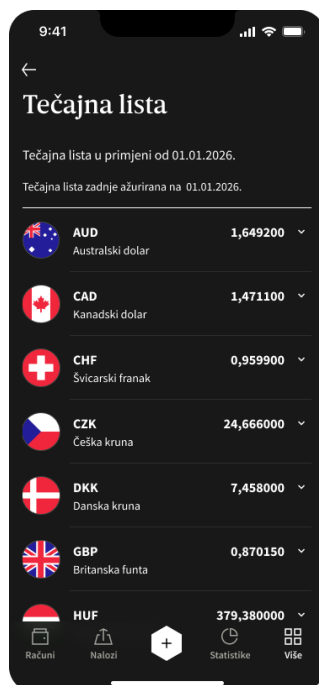 9:41
Tečajna lista
Tečajna lista u primjeni od 01.01.2026.
Tečajna lista zadnje ažurirana na 01.01.2026.
AUD 1,649200
Australski dolar
CAD 1,471100
Kanadski dolar
CHF 0,959900
Švicarski franak
CZK 24,666000
Češka kruna
DKK 7,458000
Danska kruna
GBP 0,870150
Britanska funta
HUF 379,380000
Računi Nalozi Statistike Više